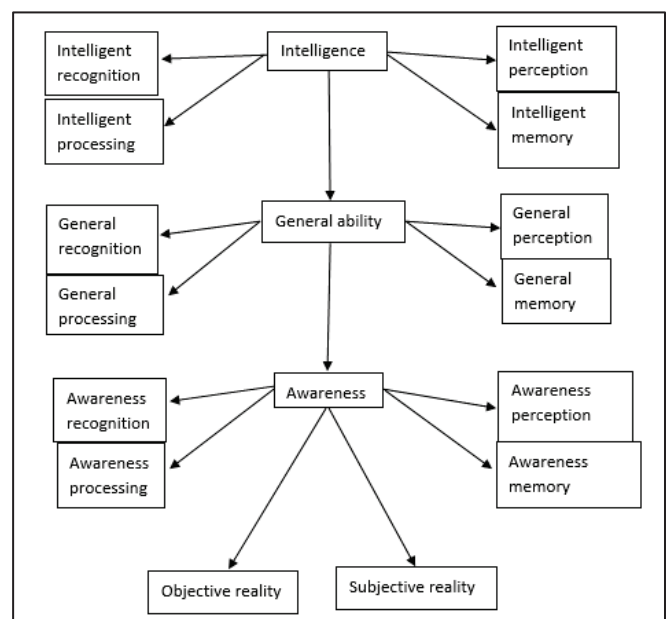 Intelligent
recognition
Intelligence
Intelligent
perception
Intelligent
processing
Intelligent
memory
General
recognition
General ability
General
perception
General
processing
General
memory
Awareness
recognition
Awareness
Awareness
perception
Awareness
processing
Awareness
memory
Objective reality
Subjective reality